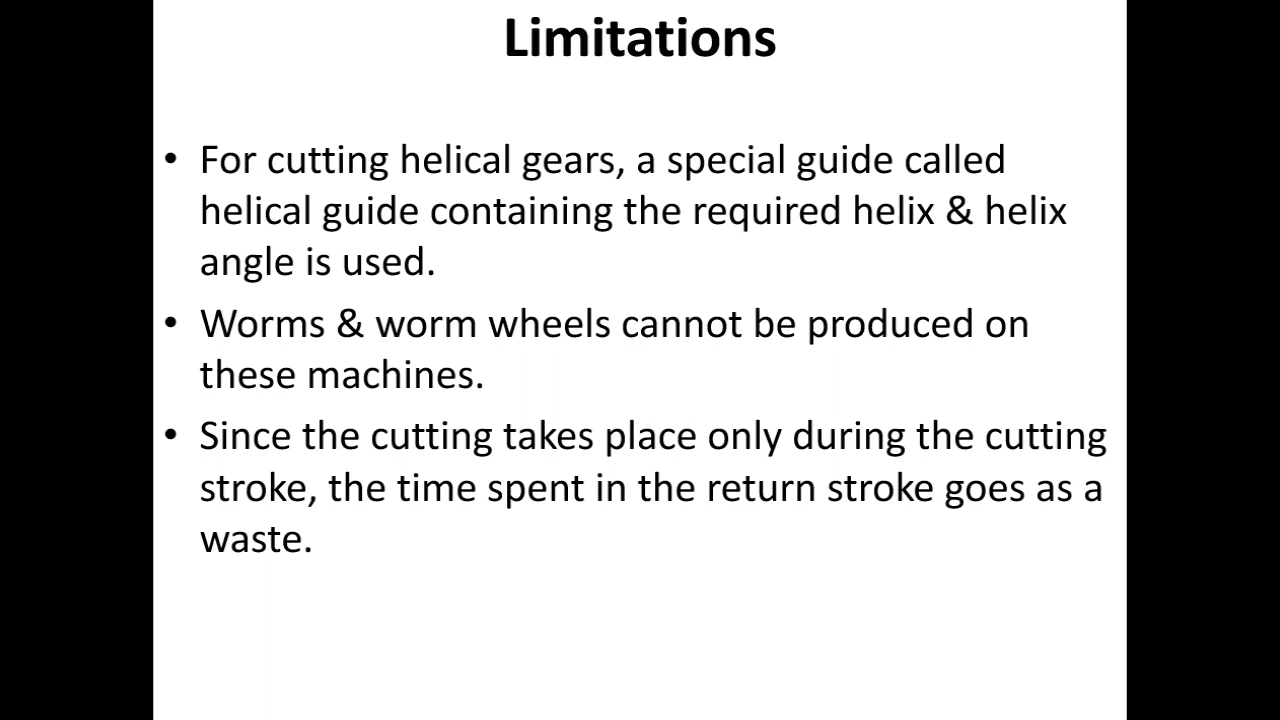 Limitations
• For cutting helical gears, a special guide called
helical guide containing the required helix & helix
angle is used.
• Worms & worm wheels cannot be produced on
these machines.
• Since the cutting takes place only during the cutting
stroke, the time spent in the return stroke goes as a
waste.